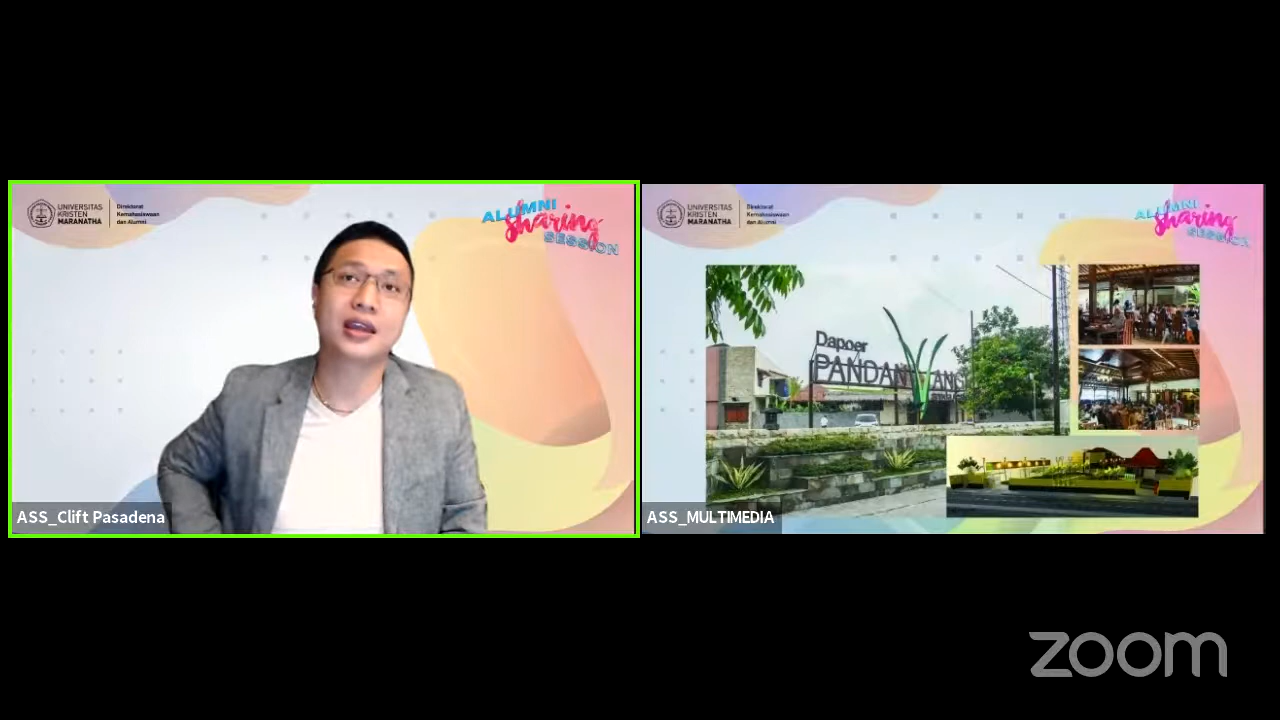 UNIVERSITAS
KRISTEN
MARANATHA
Direktorat
Kemahasiswaan
dan Alumni
ALUMNI
sharing
SESSION
ASS_Clift Pasadena
UNIVERSITAS
KRISTEN
MARANATHA
Direktorat
Kemahasiswaan
dan Alumni
ALUMNI
sharing
SESSION
Dapoer
PANDAN
ASS_MULTIMEDIA
zoom